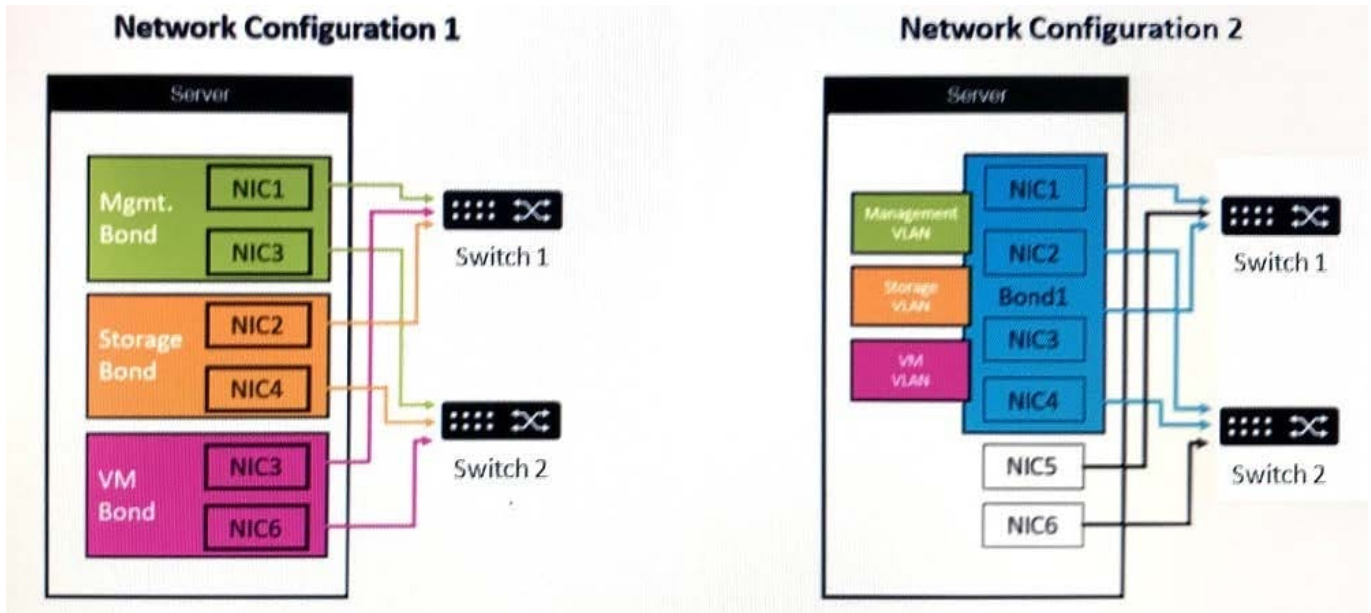 Network Configuration 1
Server
Mgmt.
Bond
NIC1
NIC3
Storage
Bond
NIC2
NIC4
VM
Bond
NIC3
NIC6
Switch 1
Switch 2
Network Configuration 2
Server
Management
VLAN
Storage
VLAN
VM
VLAN
NIC1
NIC2
Bond1
NIC3
NIC4
NIC5
NIC6
Switch 1
Switch 2